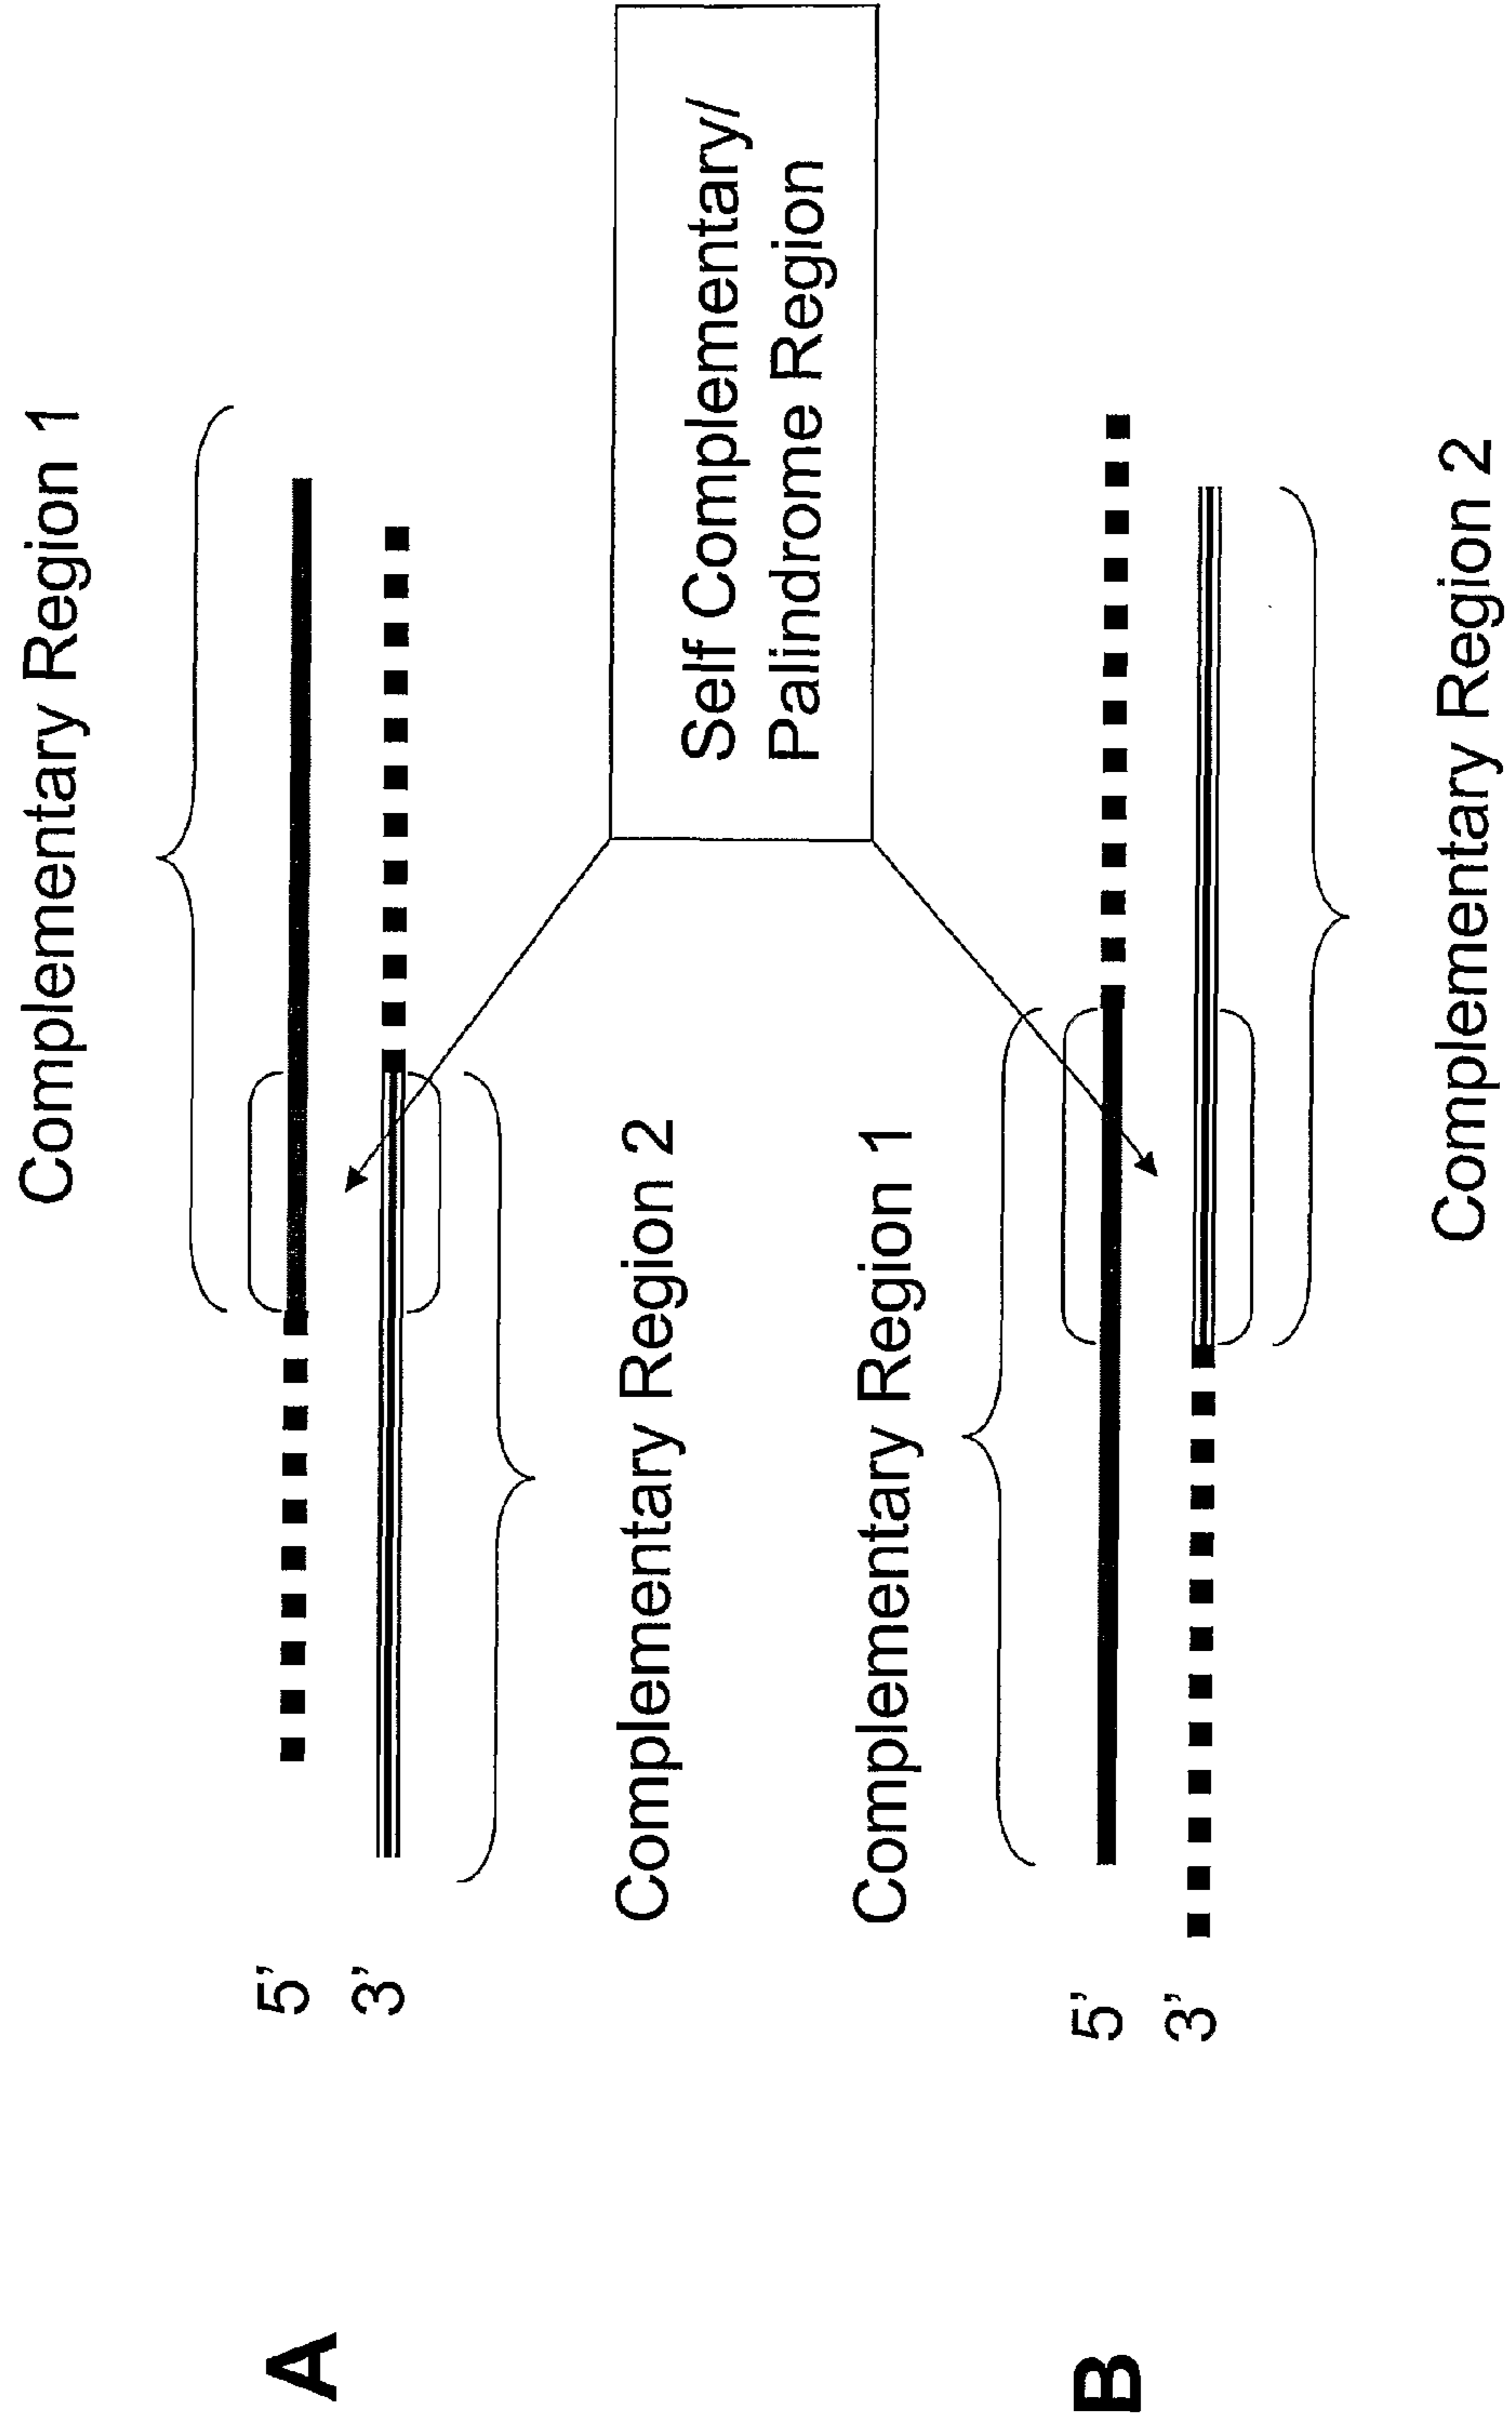 Complementary Region 1
A
5’
3’
Complementary Region 2
Self Complementary/
Palindrome Region
Complementary Region 1
B
5’
3’
Complementary Region 2